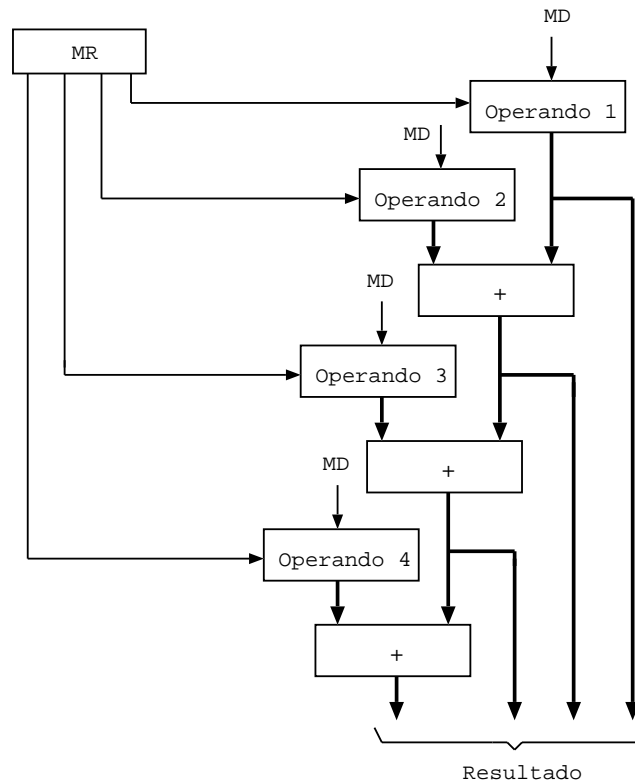 MD
MR
Operando 1
MD
Operando 2
MD
+
Operando 3
MD
+
Operando 4
+
Resultado